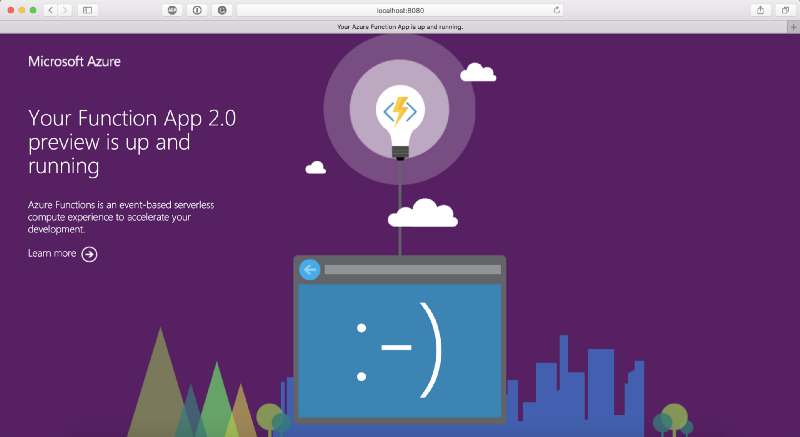 localhost:8080
Your Azure Function App is up and running.
Microsoft Azure
Your Function App 2.0
preview is up and
running
Azure Functions is an event-based serverless
compute experience to accelerate your
development.
Learn more
:-)